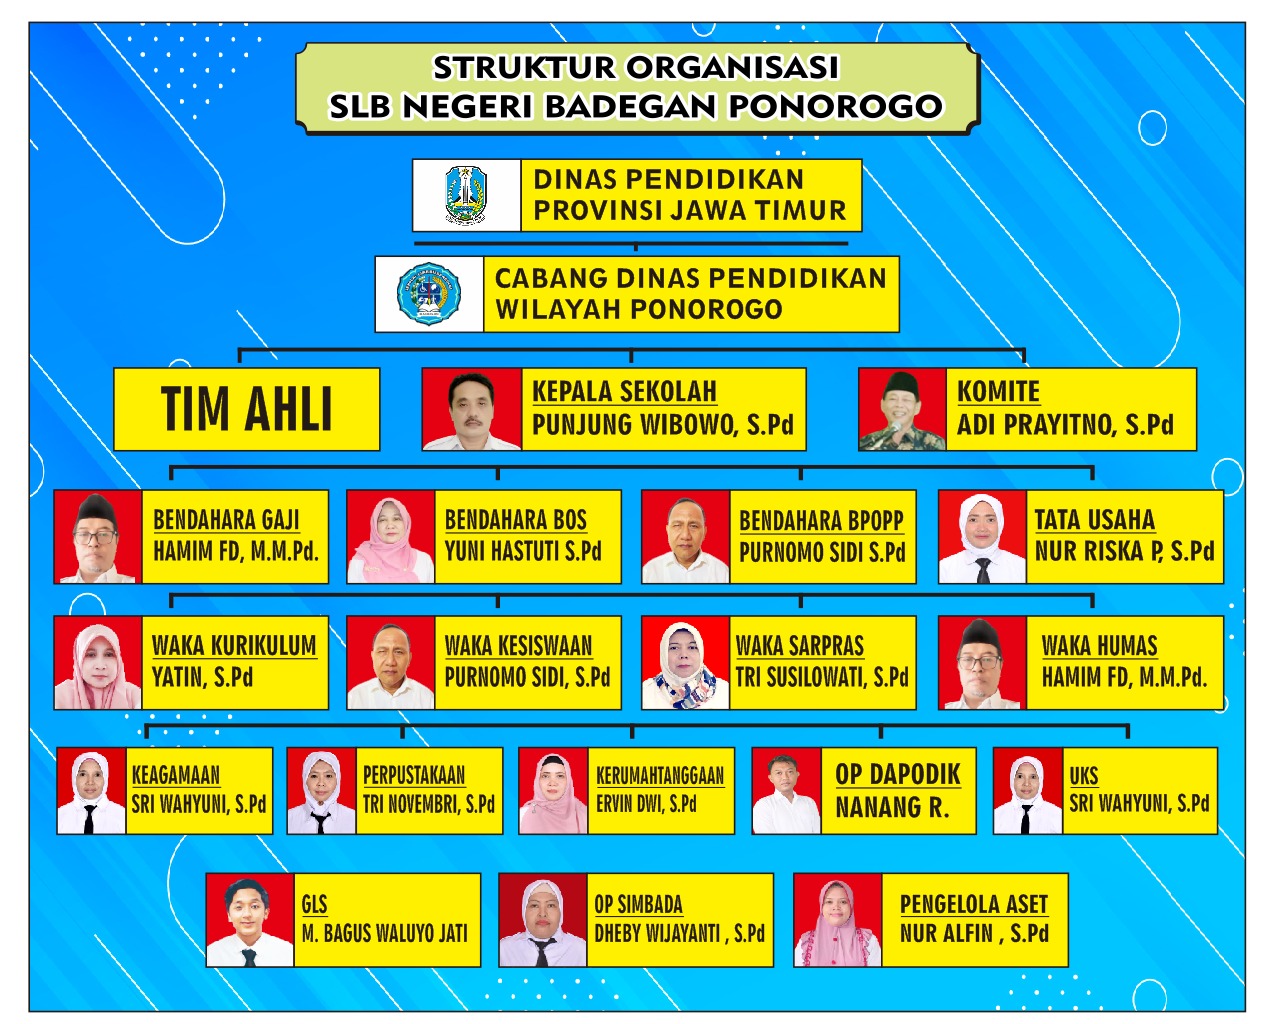 STRUKTUR ORGANISASI
SLB NEGERI BADEGAN PONOROGO
DINAS PENDIDIKAN
PROVINSI JAWA TIMUR
CABANG DINAS PENDIDIKAN
WILAYAH PONOROGO
TIM AHLI
KEPALA SEKOLAH
PUNJUNG WIBOWO, S.Pd
KOMITE
ADI PRAYITNO, S.Pd
BENDAHARA GAJI
HAMIM FD, M.M.Pd.
BENDAHARA BOS
YUNI HASTUTI S.Pd
BENDAHARA BPOPP
PURNOMO SIDI S.Pd
TATA USAHA
NUR RISKA P, S.Pd
WAKA KURIKULUM
YATIN, S.Pd
WAKA KESISWAAN
PURNOMO SIDI, S.Pd
WAKA SARPRAS
TRI SUSILOWATI, S.Pd
WAKA HUMAS
HAMIM FD, M.M.Pd.
KEAGAMAAN
SRI WAHYUNI, S.Pd
PERPUSTAKAAN
TRI NOVEMBRI, S.Pd
KERUMAHTANGGAAN
ERVIN DWI, S.Pd
OP DAPODIK
NANANG R.
UKS
SRI WAHYUNI, S.Pd
GLS
M. BAGUS WALUYO JATI
OP SIMBADA
DHEBY WIJAYANTI , S.Pd
PENGELOLA ASET
NUR ALFIN , S.Pd